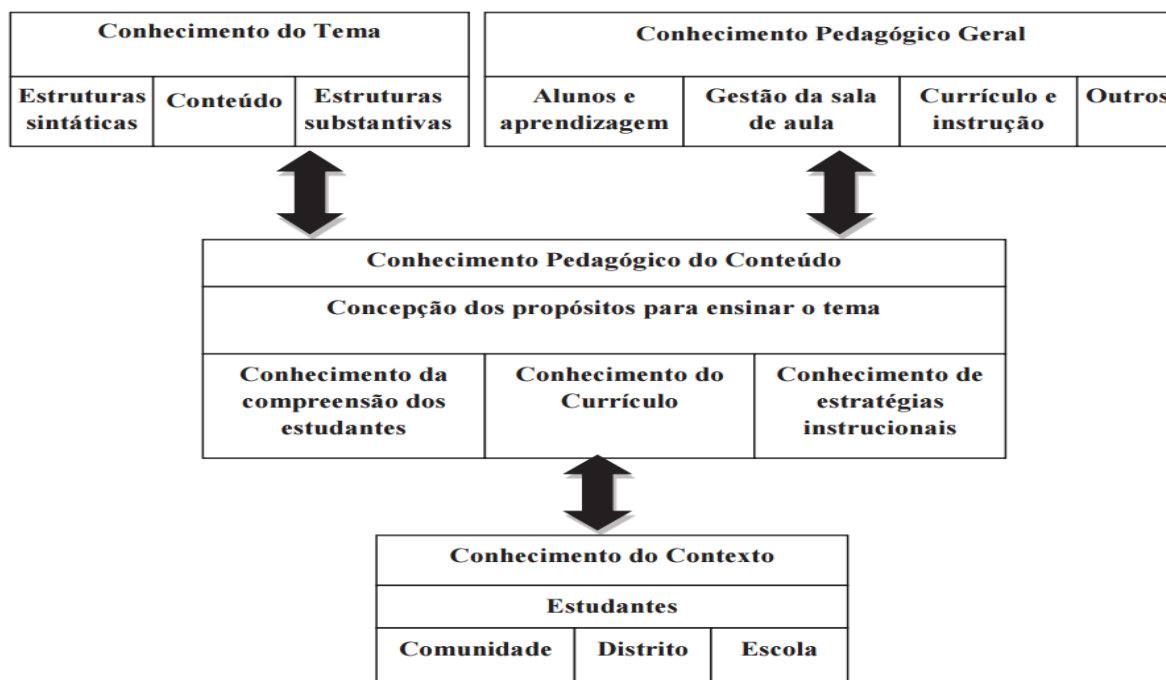 Conhecimento do Tema
Estruturas
sintáticas
Conteúdo
Estruturas
substantivas
Conhecimento Pedagógico Geral
Alunos e
aprendizagem
Gestão da sala
de aula
Currículo e
instrução
Outros
Conhecimento Pedagógico do Conteúdo
Concepção dos propósitos para ensinar o tema
Conhecimento da
compreensão dos
estudantes
Conhecimento do
Currículo
Conhecimento de
estratégias
instrucionais
Conhecimento do Contexto
Estudantes
Comunidade
Distrito
Escola